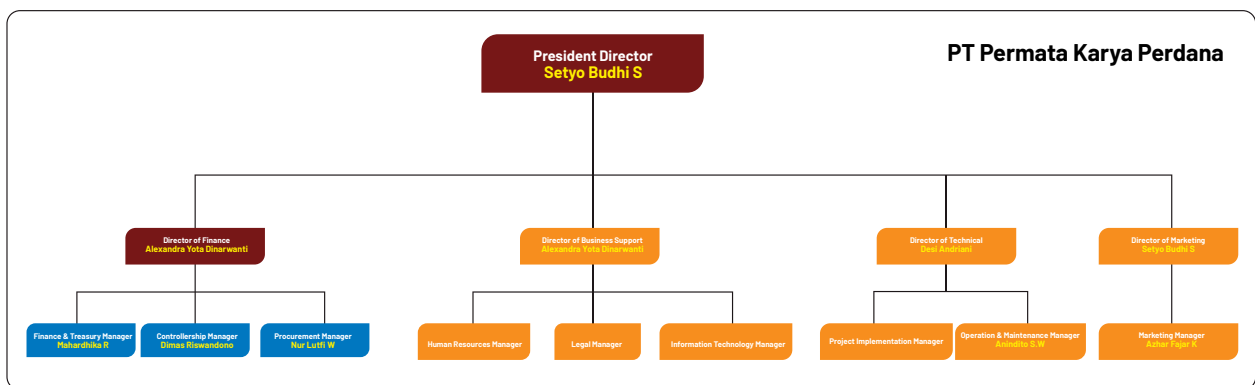 PT Permata Karya Perdana
President Director
Setyo Budhi S
Director of Finance
Alexandra Yota Dinarwanti
Director of Business Support
Alexandra Yota Dinarwanti
Director of Technical
Desi Andriani
Director of Marketing
Setyo Budhi S
Finance & Treasury Manager
Mahardhika R
Controllership Manager
Dimas Riswandono
Procurement Manager
Nur Lutfi W
Human Resources Manager
Legal Manager
Information Technology Manager
Project Implementation Manager
Operation & Maintenance Manager
Anindito S.W
Marketing Manager
Azhar Fajar K